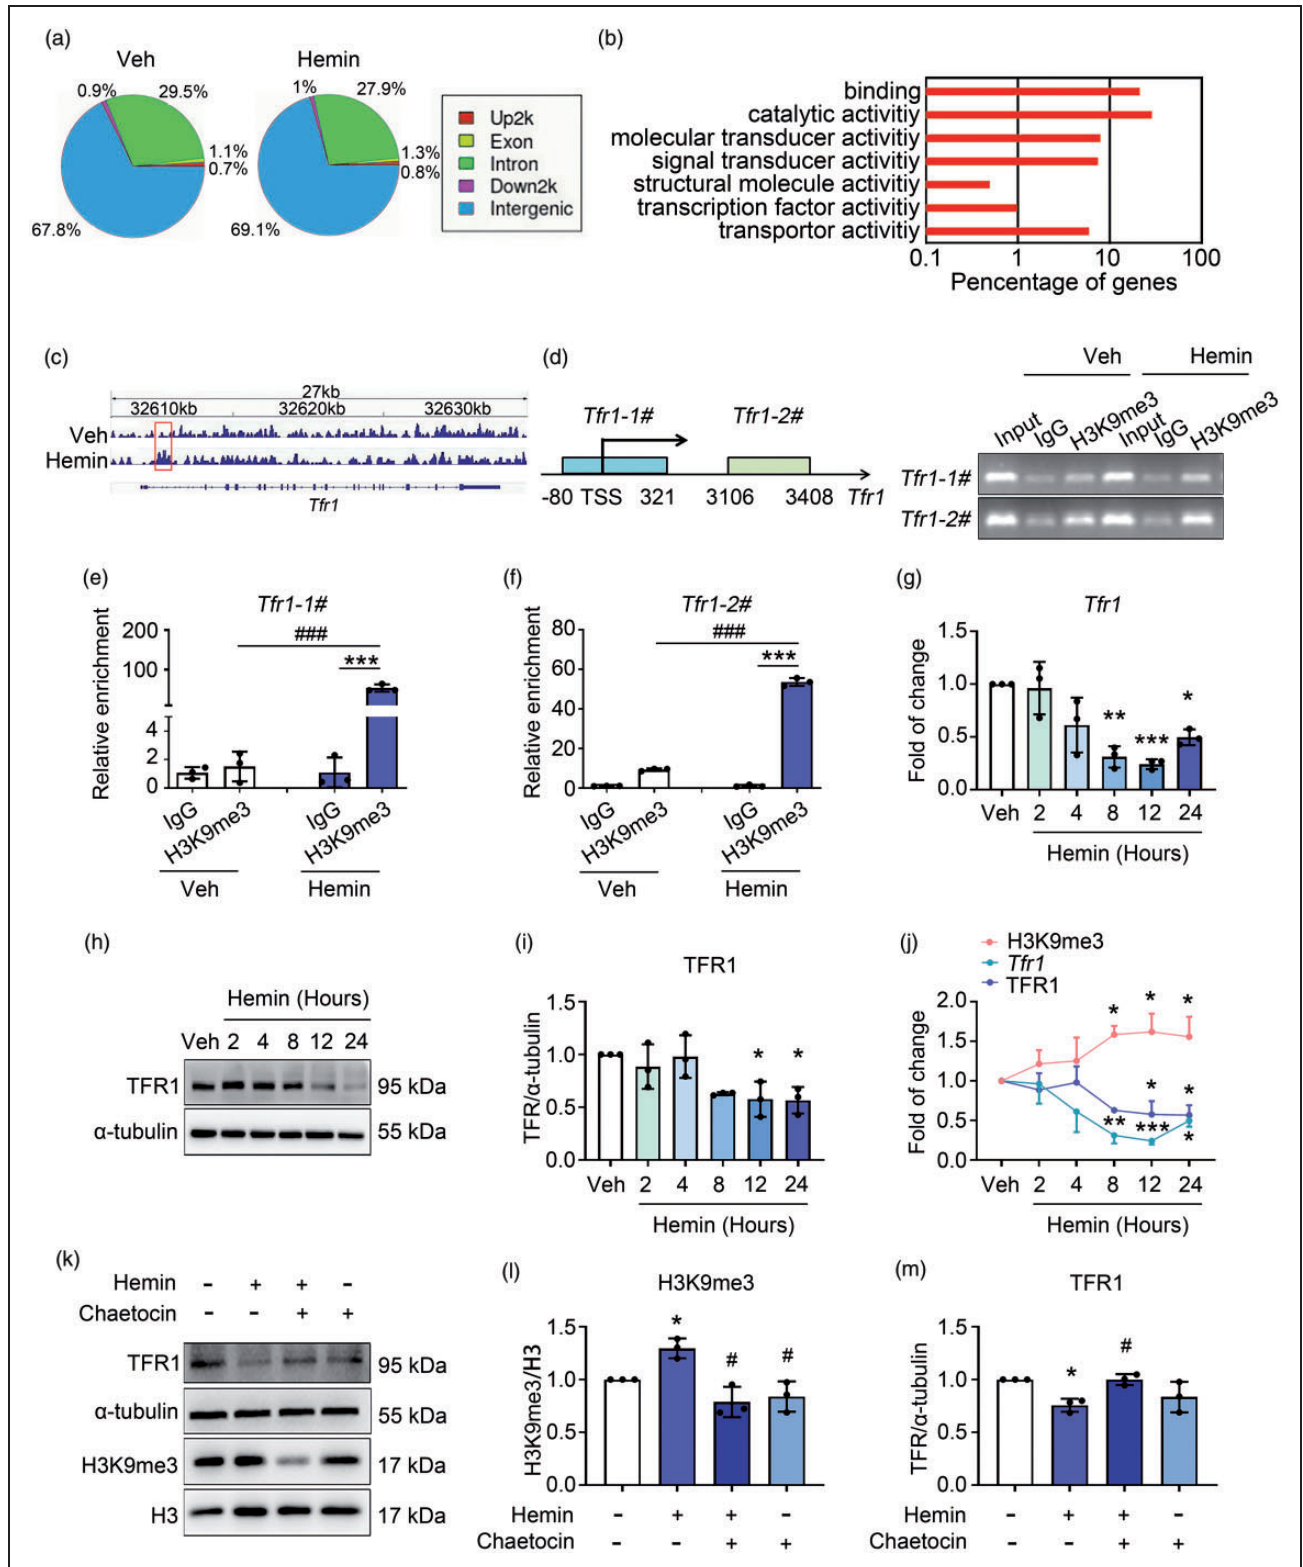 (a)
Veh
Hemin
0.9%
29.5%
1.1%
0.7%
67.8%
1%
27.9%
1.3%
0.8%
69.1%
Up2k
Exon
Intron
Down2k
Intergenic
(b)
binding
catalytic activitiy
molecular transducer activitiy
signal transducer activitiy
structural molecule activitiy
transcription factor activitiy
transportor activitiy
0.1 1 10 100
Pencentage of genes
(c)
27kb
32610kb 32620kb 32630kb
Veh
Hemin
Tfr1
(d)
Tfr1-1# Tfr1-2#
-80 TSS 321 3106 3408 Tfr1
Veh Hemin
Input IgG H3K9me3 Input IgG H3K9me3
Tfr1-1#
Tfr1-2#
(e)
Tfr1-1#
Relative enrichment
200
100
4
2
0
###
***
IgG H3K9me3 IgG H3K9me3
Veh Hemin
(f)
Tfr1-2#
Relative enrichment
80
60
40
20
0
###
***
IgG H3K9me3 IgG H3K9me3
Veh Hemin
(g)
Tfr1
Fold of change
1.5
1.0
0.5
0.0
** *** *
Veh 2 4 8 12 24
Hemin (Hours)
(h)
Hemin (Hours)
Veh 2 4 8 12 24
TFR1 95 kDa
α-tubulin 55 kDa
(i)
TFR1
TFR/α-tubulin
1.5
1.0
0.5
0.0
* *
Veh 2 4 8 12 24
Hemin (Hours)
(j)
H3K9me3
Tfr1
TFR1
Fold of change
2.0
1.5
1.0
0.5
0.0
* * *
* *
** *** *
Veh 2 4 8 12 24
Hemin (Hours)
(k)
Hemin - + + -
Chaetocin - - + +
TFR1 95 kDa
α-tubulin 55 kDa
H3K9me3 17 kDa
H3 17 kDa
(l)
H3K9me3
H3K9me3/H3
1.5
1.0
0.5
0.0
* # #
Hemin - + + -
Chaetocin - - + +
(m)
TFR1
TFR/α-tubulin
1.5
1.0
0.5
0.0
* #
Hemin - + + -
Chaetocin - - + +